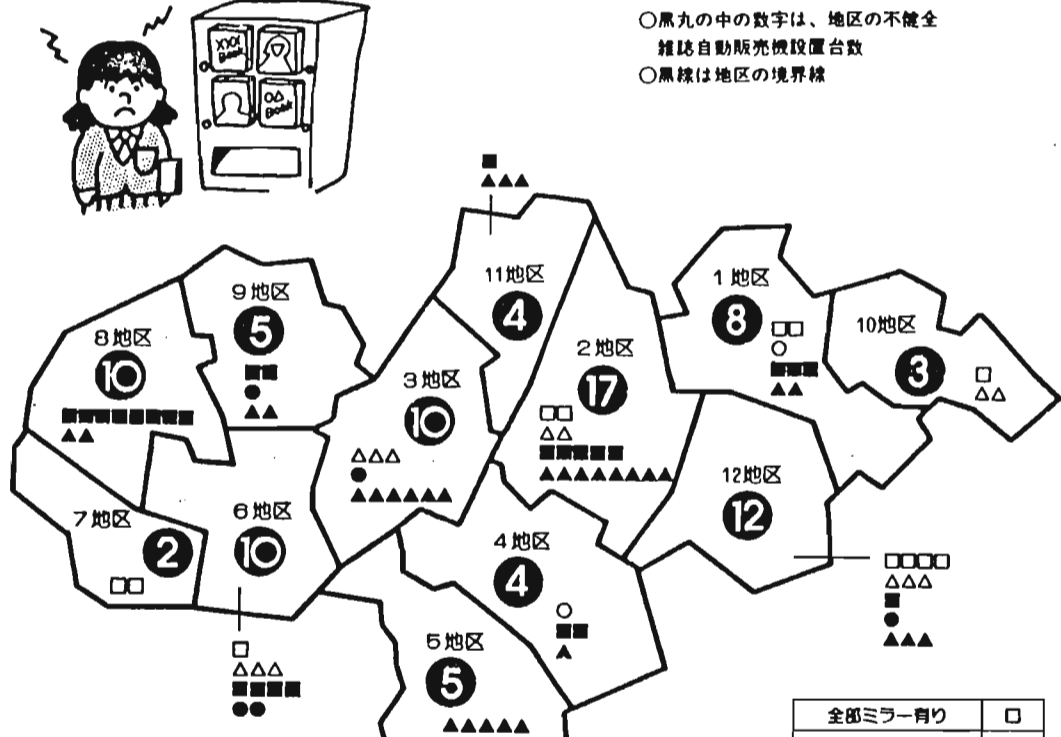 ○黒丸の中の数字は、地区の不健全
雑誌自動販売機設置台数
○黒線は地区の境界線
XXX
Book
○△
Book
■
▲▲▲
11地区
4
9地区
5
■■
●
▲▲
8地区
10
■■■■■■■■
▲▲
3地区
10
△△△
●
▲▲▲▲▲▲
2地区
17
□□
△△
■■■■■
▲▲▲▲▲▲▲▲
1地区
8
□□
○
■■■
▲▲
10地区
3
□
△△
12地区
12
□□□□
△△△
■
●
▲▲▲
7地区
2
□□
6地区
10
□
△△△
■■■■
●●
4地区
4
○
■■
▲
5地区
5
▲▲▲▲▲
全部ミラー有り □